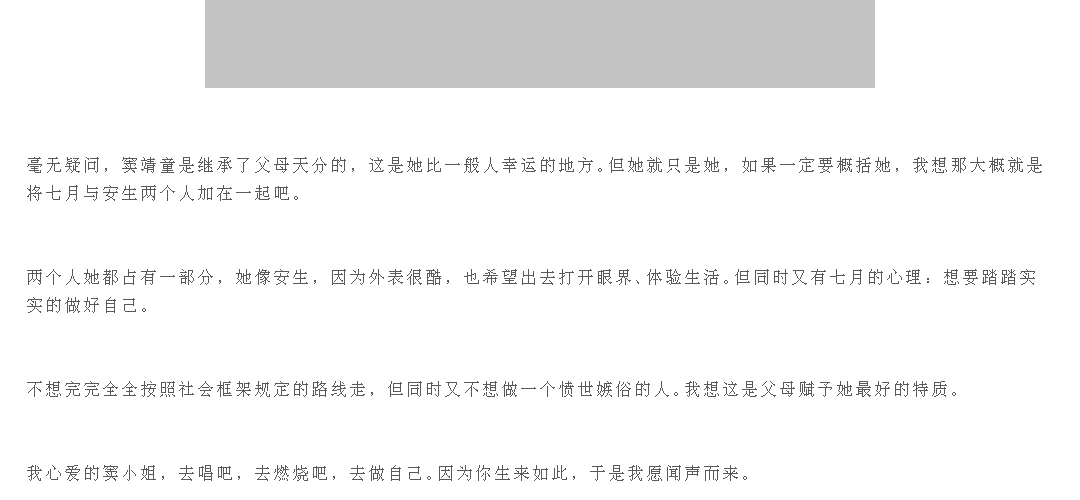 毫无疑问，窦靖童是继承了父母天分的，这是她比一般人幸运的地方。但她就只是她，如果一定要概括她，我想那大概就是
将七月与安生两个人加在一起吧。
两个人她都占有一部分，她像安生，因为外表很酷，也希望出去打开眼界、体验生活。但同时又有七月的心理：想要踏踏实
实的做好自己。
不想完完全全按照社会框架规定的路线走，但同时又不想做一个愤世嫉俗的人。我想这是父母赋予她最好的特质。
我心爱的窦小姐，去唱吧，去燃烧吧，去做自己。因为你生来如此，于是我愿闻声而来。